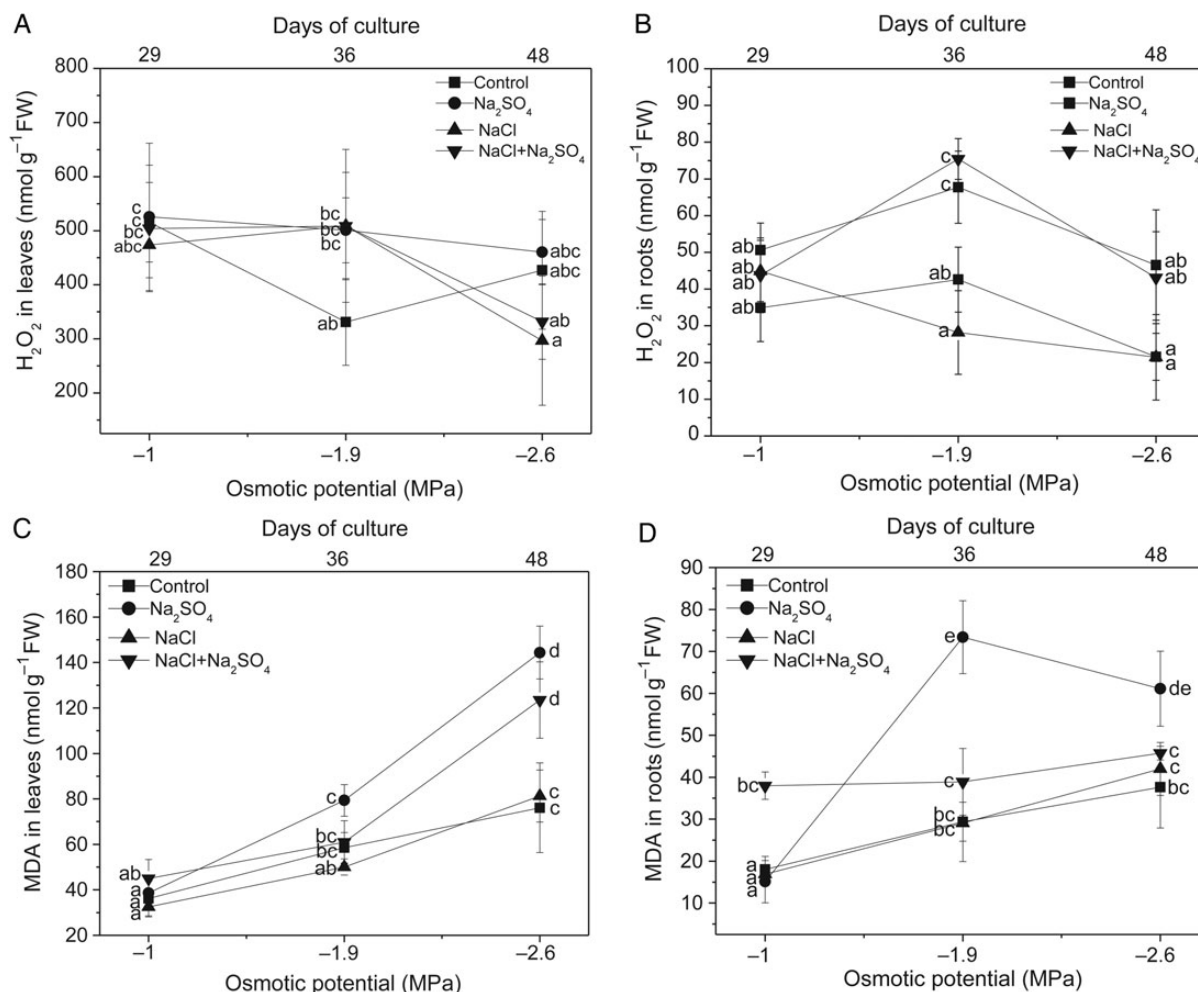 A
Days of culture
29 36 48
800
700
600
500
400
300
200
H₂O₂ in leaves (nmol g⁻¹ FW)
Control
Na₂SO₄
NaCl
NaCl+Na₂SO₄
c
c
bc
abc
bc
bc
bc
ab
abc
abc
ab
a
–1 –1.9 –2.6
Osmotic potential (MPa)
B
Days of culture
29 36 48
100
90
80
70
60
50
40
30
20
10
0
H₂O₂ in roots (nmol g⁻¹ FW)
Control
Na₂SO₄
NaCl
NaCl+Na₂SO₄
ab
ab
ab
ab
c
c
ab
a
ab
ab
a
a
–1 –1.9 –2.6
Osmotic potential (MPa)
C
Days of culture
29 36 48
180
160
140
120
100
80
60
40
20
MDA in leaves (nmol g⁻¹ FW)
Control
Na₂SO₄
NaCl
NaCl+Na₂SO₄
ab
a
a
a
c
bc
bc
ab
d
d
c
c
–1 –1.9 –2.6
Osmotic potential (MPa)
D
Days of culture
29 36 48
90
80
70
60
50
40
30
20
10
MDA in roots (nmol g⁻¹ FW)
Control
Na₂SO₄
NaCl
NaCl+Na₂SO₄
bc
a
a
a
e
c
bc
bc
de
c
c
bc
–1 –1.9 –2.6
Osmotic potential (MPa)